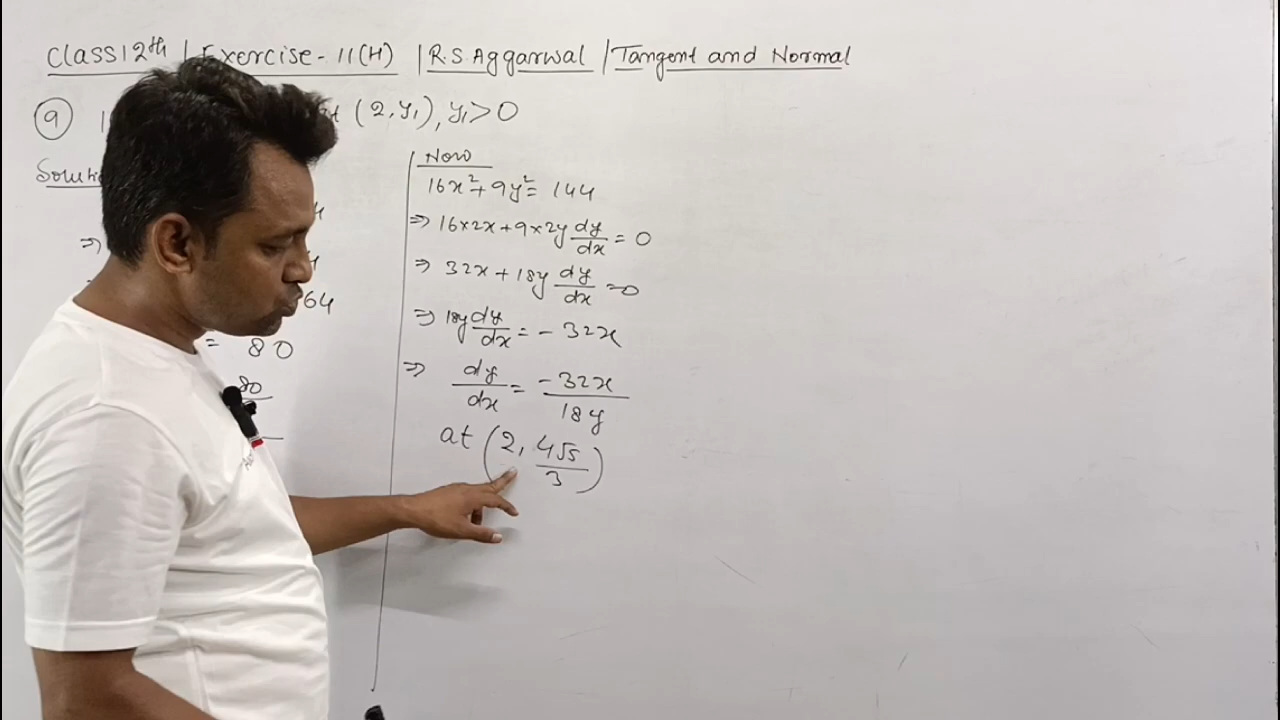 Class 12th | Exercise - 11(H) | R.S. Aggarwal | Tangent and Normal
9 (2, y₁), y₁ > 0
= 80
80
Now
16x² + 9y² = 144
⇒ 16×2x + 9×2y dy/dx = 0
⇒ 32x + 18y dy/dx = 0
⇒ 18y dy/dx = - 32x
⇒ dy/dx = -32x/18y
at (2, 4√5/3)